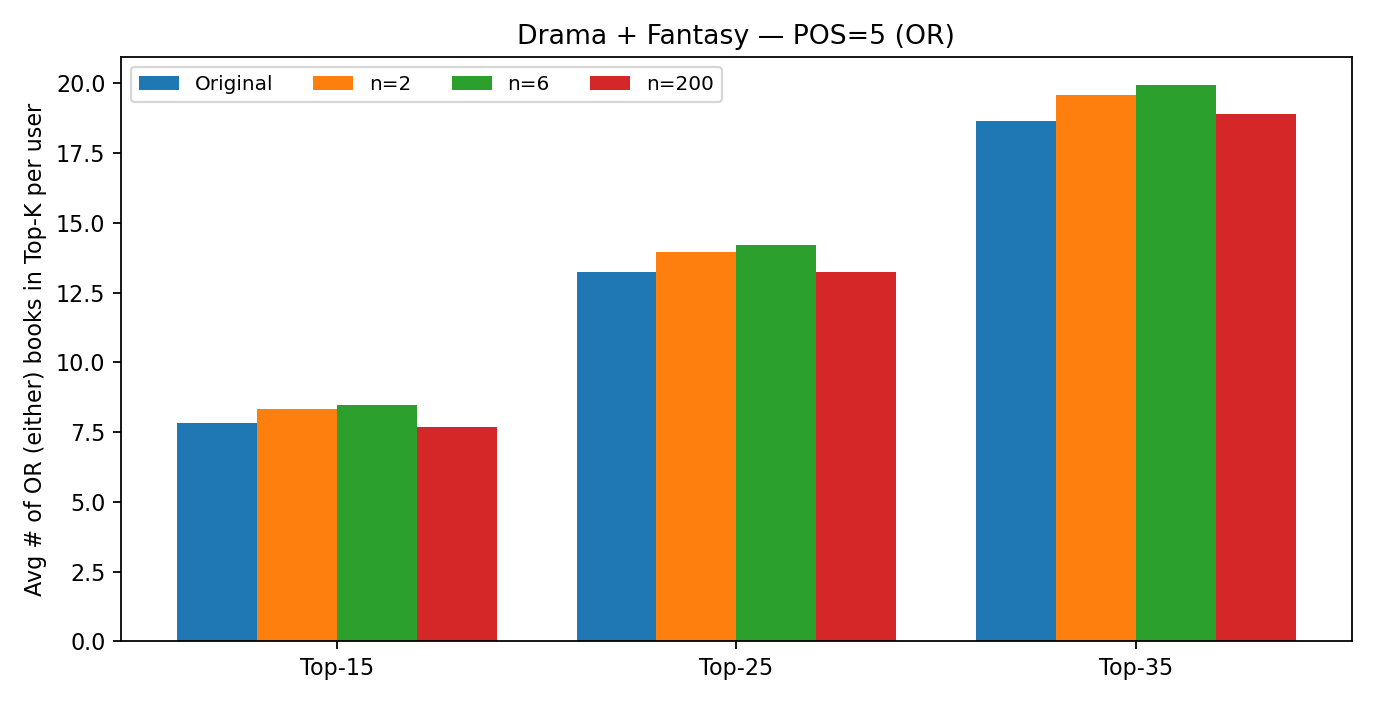 Drama + Fantasy — POS=5 (OR)
Original
n=2
n=6
n=200
Avg # of OR (either) books in Top-K per user
20.0
17.5
15.0
12.5
10.0
7.5
5.0
2.5
0.0
Top-15
Top-25
Top-35